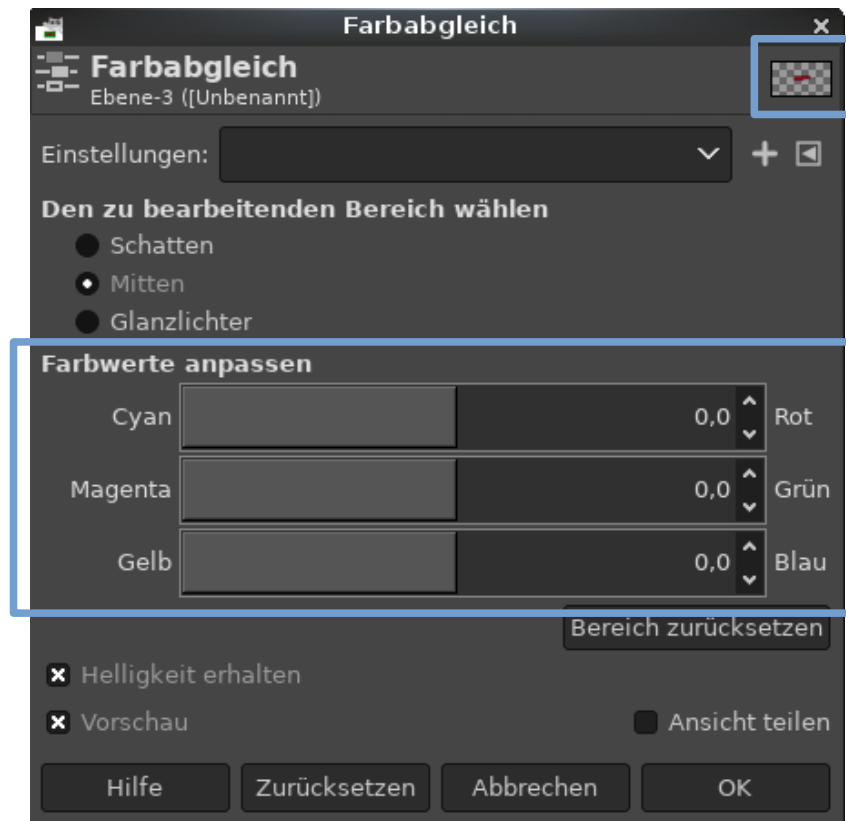 Farbabgleich
Farbabgleich
Ebene-3 ([Unbenannt])
Einstellungen:
Den zu bearbeitenden Bereich wählen
Schatten
Mitten
Glanzlichter
Farbwerte anpassen
Cyan 0,0 Rot
Magenta 0,0 Grün
Gelb 0,0 Blau
Bereich zurücksetzen
Helligkeit erhalten
Vorschau Ansicht teilen
Hilfe Zurücksetzen Abbrechen OK